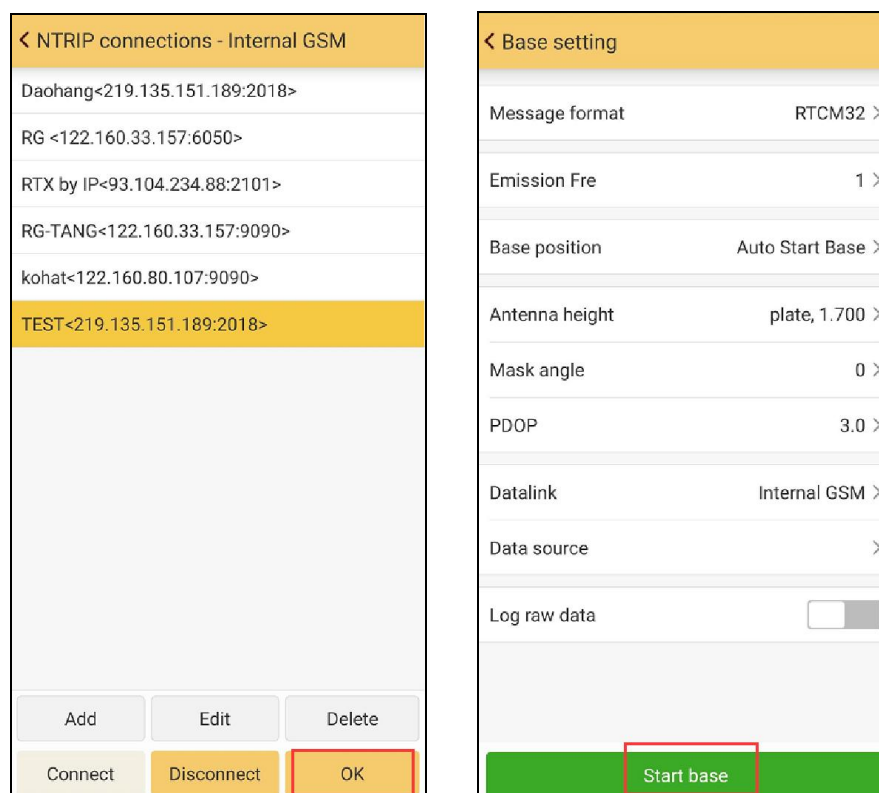 NTRIP connections - Internal GSM
Daohang<219.135.151.189:2018>
RG <122.160.33.157:6050>
RTX by IP<93.104.234.88:2101>
RG-TANG<122.160.33.157:9090>
kohat<122.160.80.107:9090>
TEST<219.135.151.189:2018>
Add Edit Delete
Connect Disconnect OK
Base setting
Message format RTCM32
Emission Fre 1
Base position Auto Start Base
Antenna height plate, 1.700
Mask angle 0
PDOP 3.0
Datalink Internal GSM
Data source
Log raw data
Start base